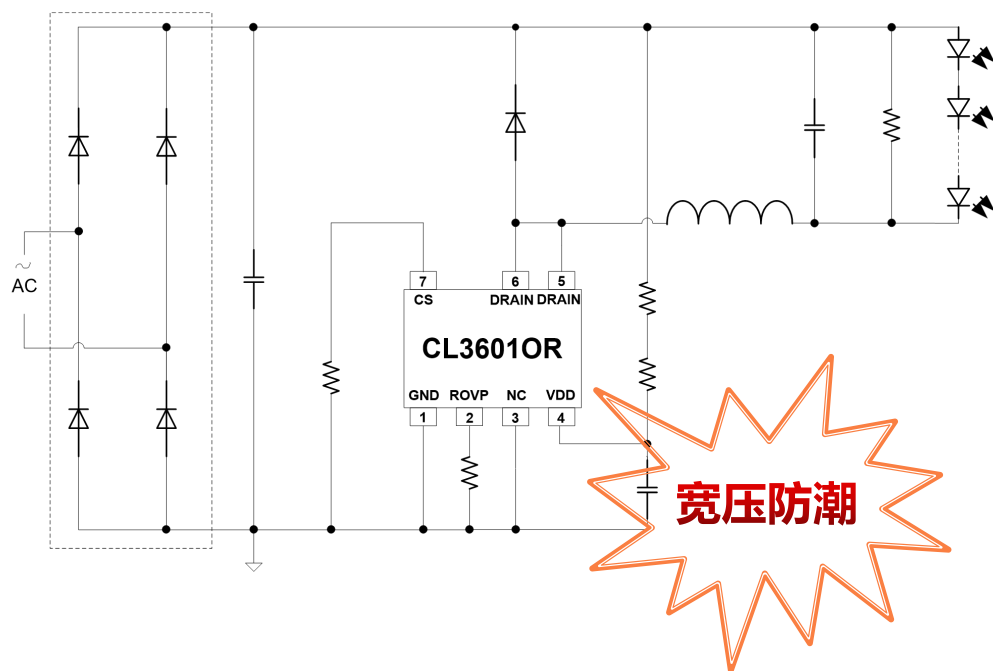 ~
AC
7 6 5
CS DRAIN DRAIN
CL3601OR
GND ROVP NC VDD
1 2 3 4
宽压防潮